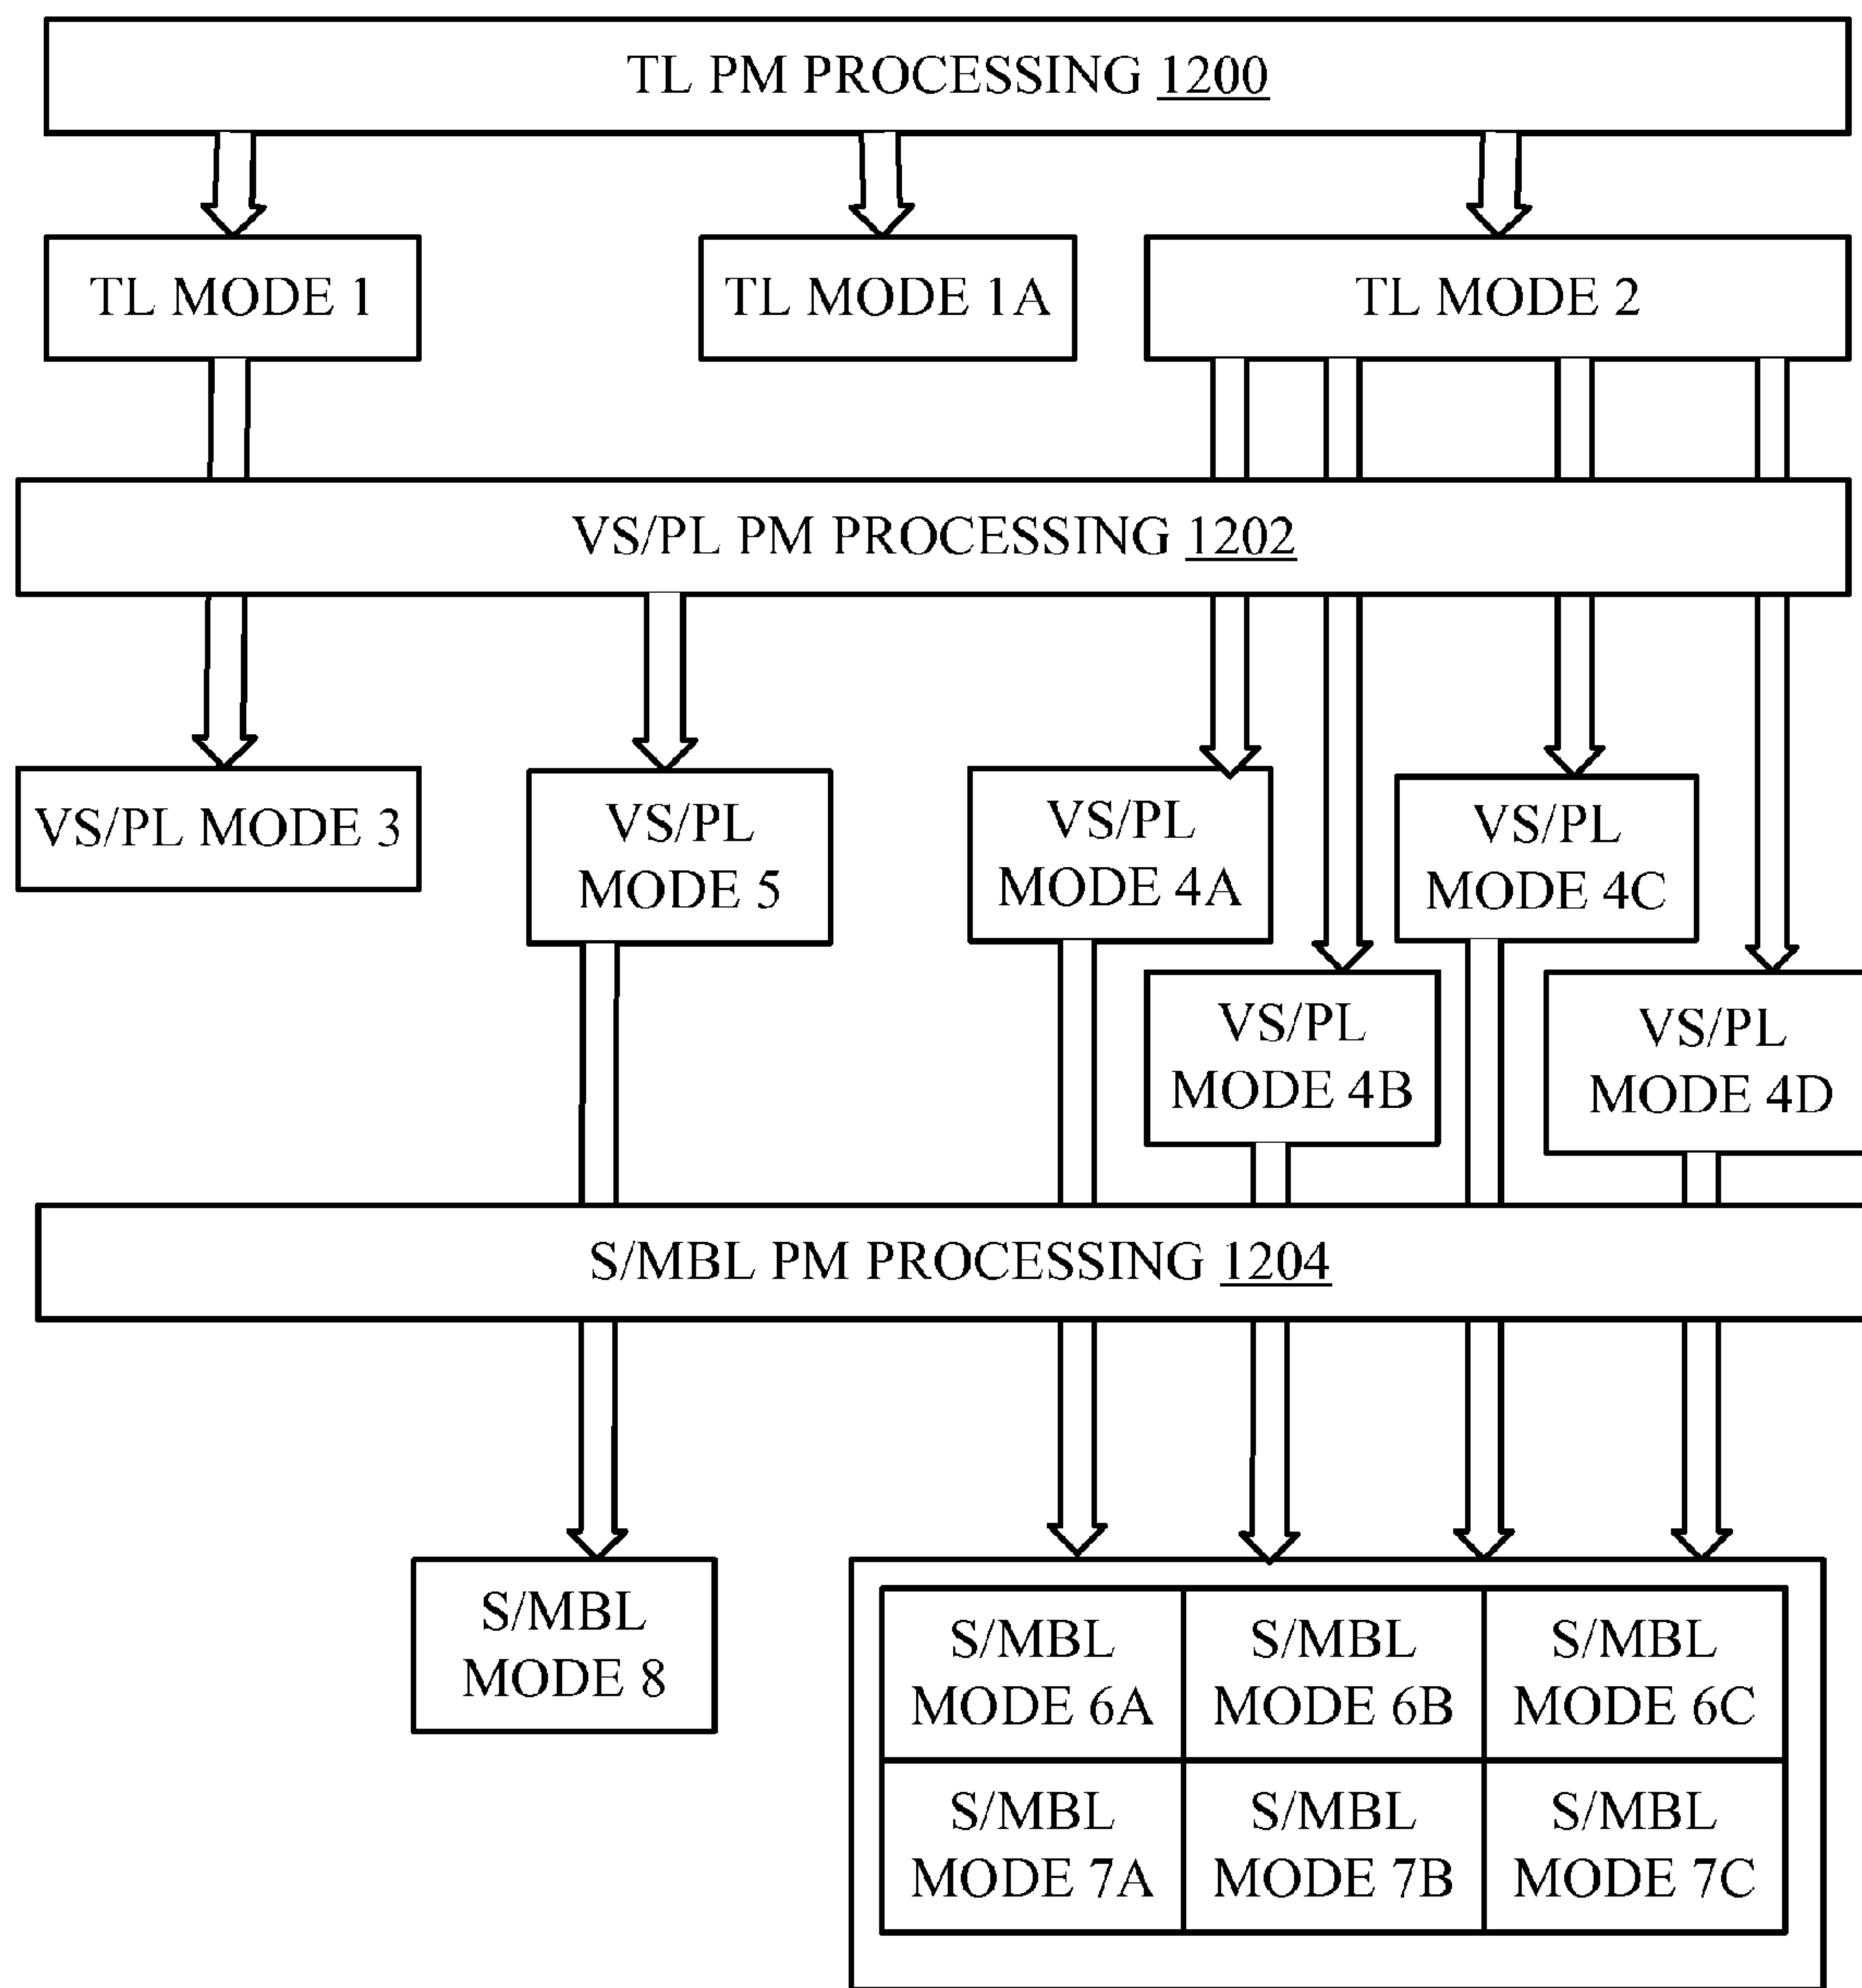 TL PM PROCESSING 1200
TL MODE 1
TL MODE 1A
TL MODE 2
VS/PL PM PROCESSING 1202
VS/PL MODE 3
VS/PL
MODE 5
VS/PL
MODE 4A
VS/PL
MODE 4C
VS/PL
MODE 4B
VS/PL
MODE 4D
S/MBL PM PROCESSING 1204
S/MBL
MODE 8
S/MBL
MODE 6A
S/MBL
MODE 6B
S/MBL
MODE 6C
S/MBL
MODE 7A
S/MBL
MODE 7B
S/MBL
MODE 7C